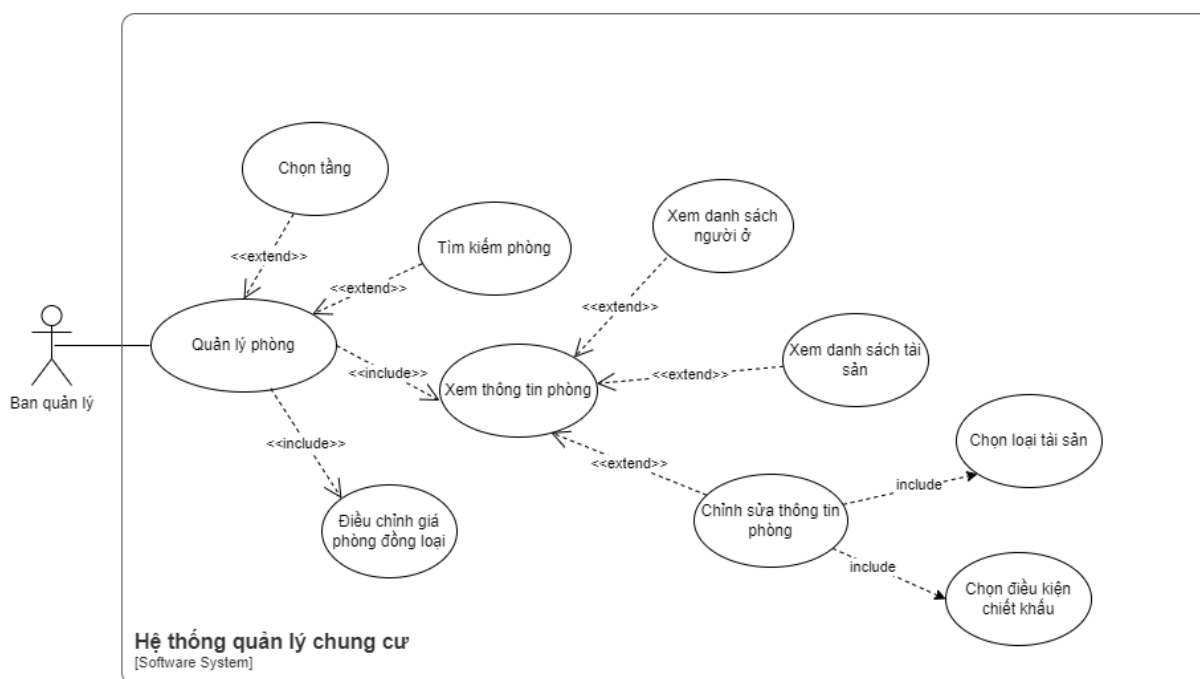 Chọn tầng
<<extend>>
Tìm kiếm phòng
<<extend>>
Xem danh sách
người ở
<<extend>>
Quản lý phòng
<<include>>
Xem thông tin phòng
Xem danh sách tài
sản
<<extend>>
Ban quản lý
<<include>>
Điều chỉnh giá
phòng đồng loại
<<extend>>
Chỉnh sửa thông tin
phòng
include
Chọn loại tài sản
include
Chọn điều kiện
chiết khấu
Hệ thống quản lý chung cư
[Software System]